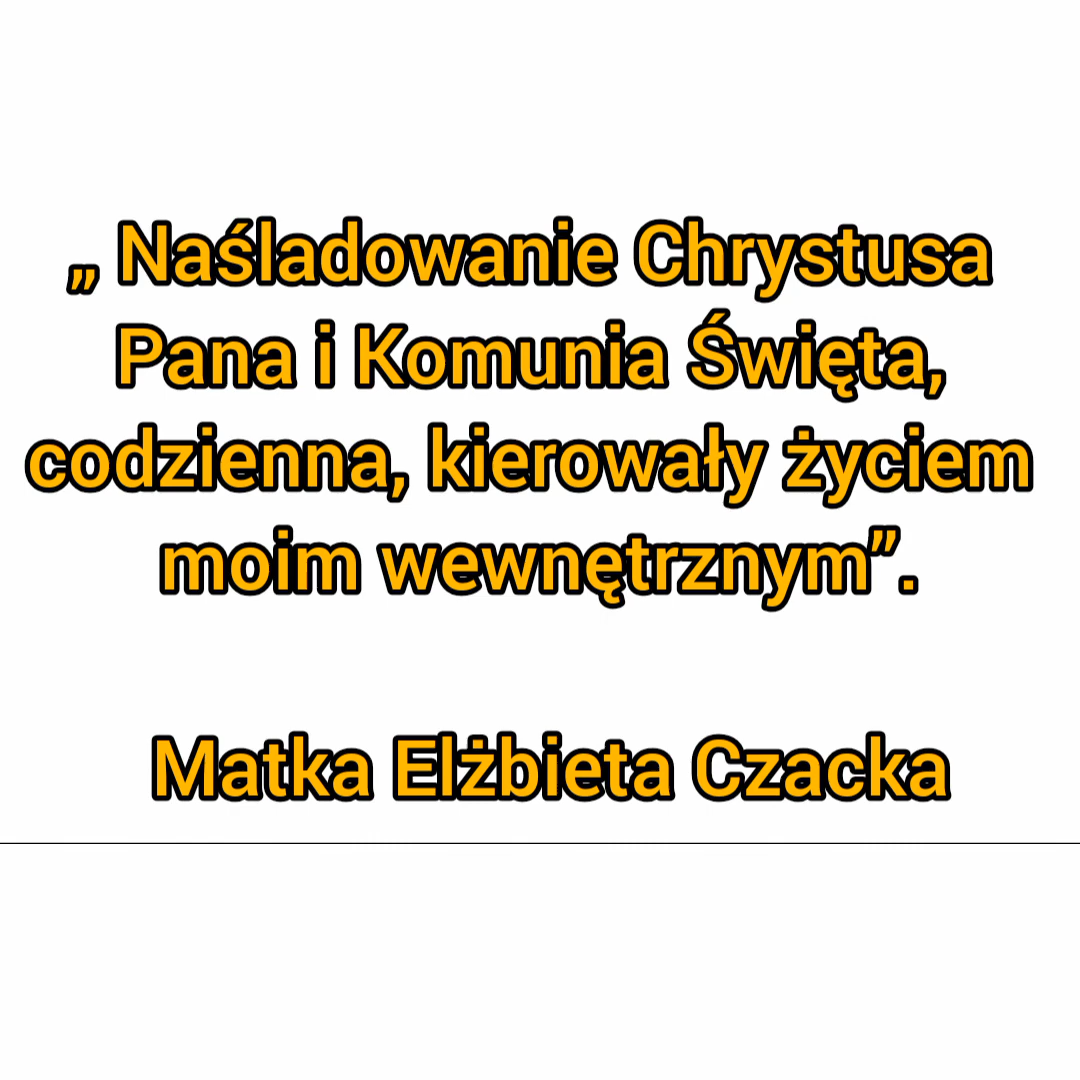 „ Naśladowanie Chrystusa
Pana i Komunia Święta,
codzienna, kierowały życiem
moim wewnętrznym”.
Matka Elżbieta Czacka